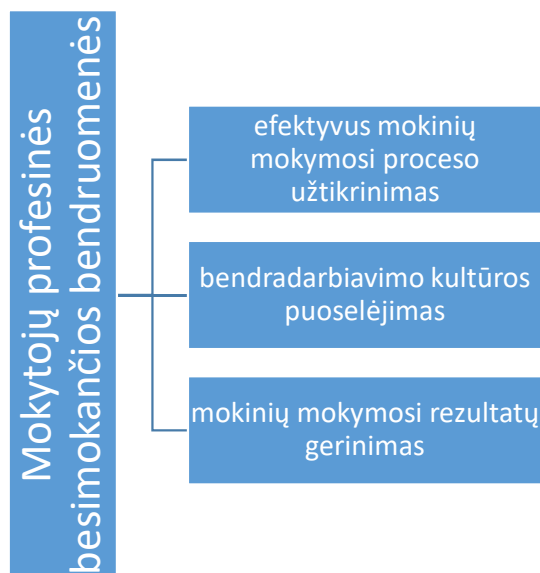 Mokytojų profesinės
besimokančios bendruomenės
efektyvus mokinių
mokymosi proceso
užtikrinimas
bendradarbiavimo kultūros
puoselėjimas
mokinių mokymosi rezultatų
gerinimas